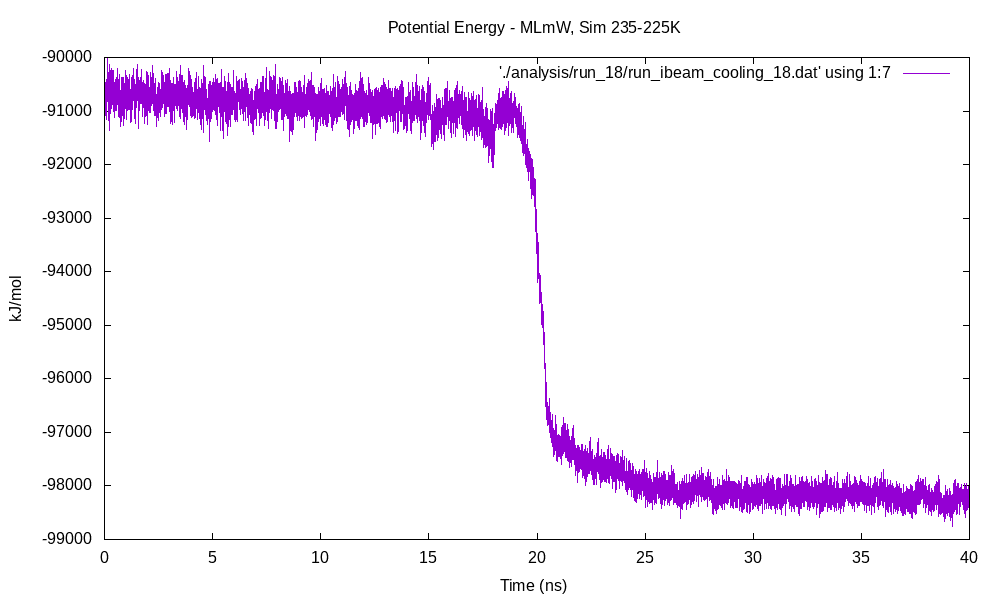 Potential Energy - MLmW, Sim 235-225K
'./analysis/run_18/run_ibeam_cooling_18.dat' using 1:7
-90000
-91000
-92000
-93000
-94000
-95000
-96000
-97000
-98000
-99000
kJ/mol
0 5 10 15 20 25 30 35 40
Time (ns)